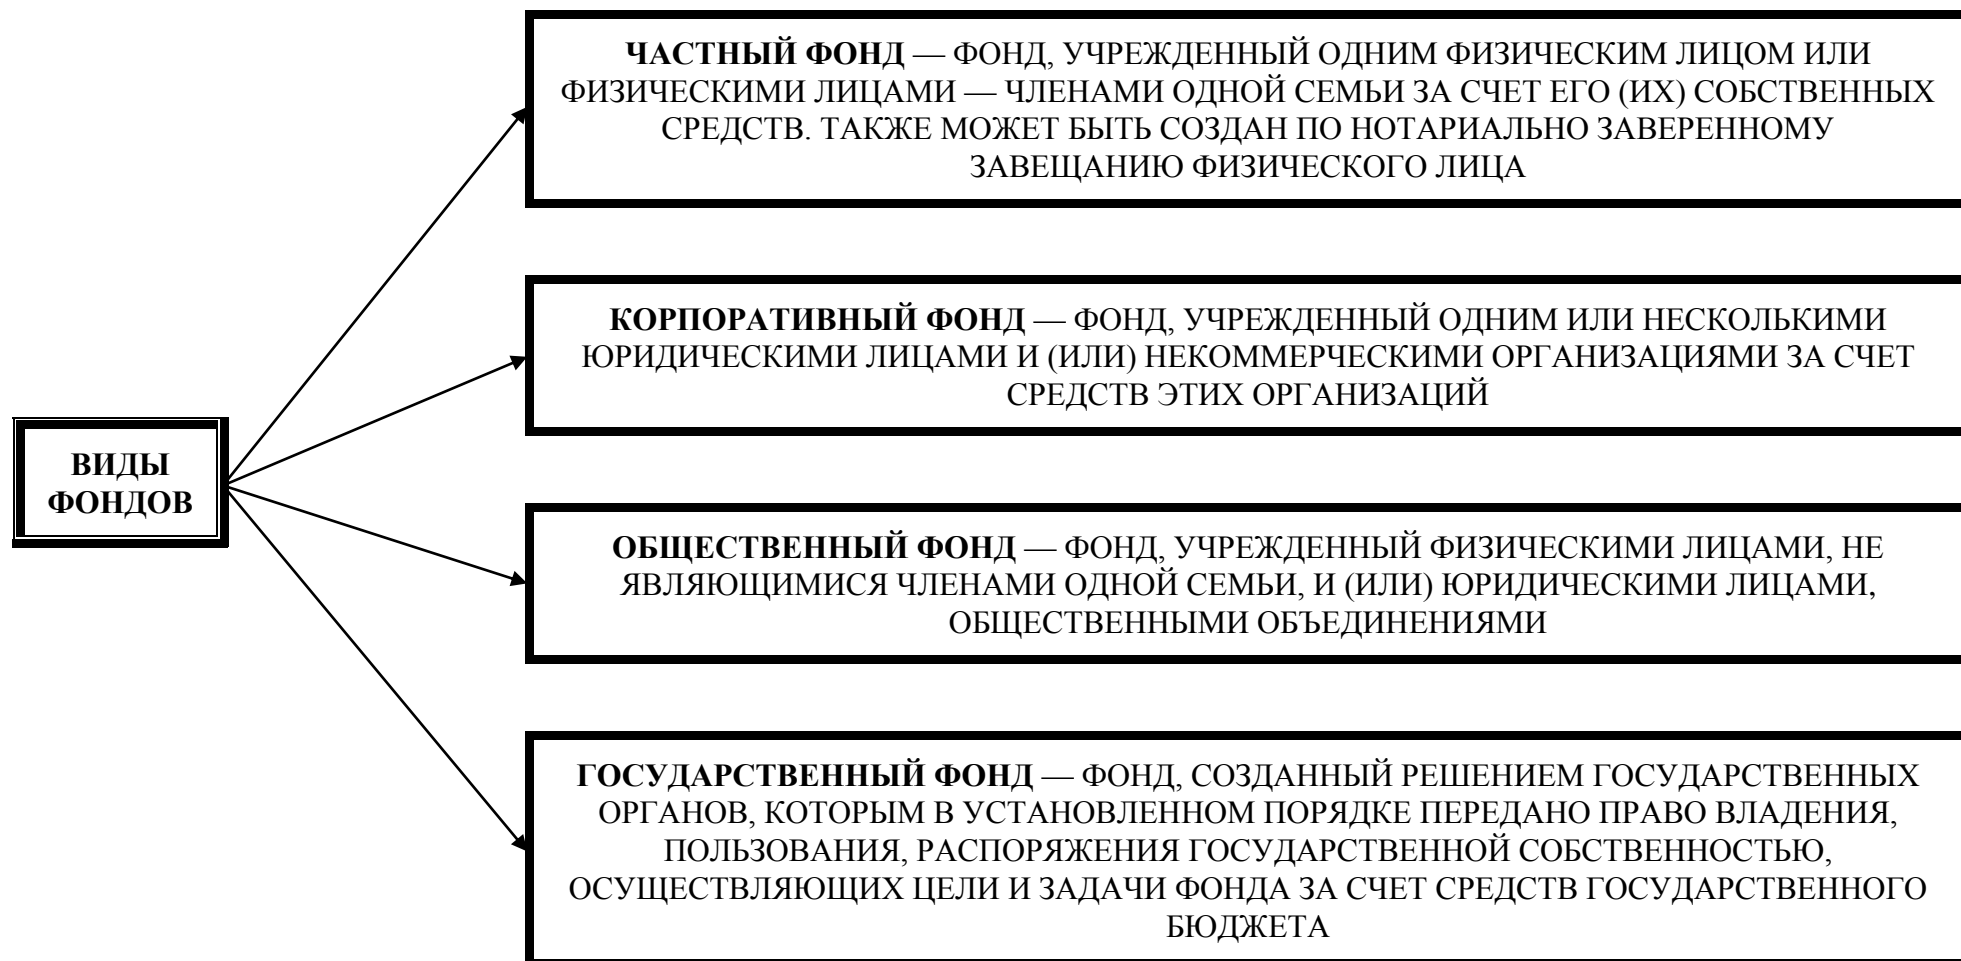 ЧАСТНЫЙ ФОНД — ФОНД, УЧРЕЖДЕННЫЙ ОДНИМ ФИЗИЧЕСКИМ ЛИЦОМ ИЛИ
ФИЗИЧЕСКИМИ ЛИЦАМИ — ЧЛЕНАМИ ОДНОЙ СЕМЬИ ЗА СЧЕТ ЕГО (ИХ) СОБСТВЕННЫХ
СРЕДСТВ. ТАКЖЕ МОЖЕТ БЫТЬ СОЗДАН ПО НОТАРИАЛЬНО ЗАВЕРЕННОМУ
ЗАВЕЩАНИЮ ФИЗИЧЕСКОГО ЛИЦА
КОРПОРАТИВНЫЙ ФОНД — ФОНД, УЧРЕЖДЕННЫЙ ОДНИМ ИЛИ НЕСКОЛЬКИМИ
ЮРИДИЧЕСКИМИ ЛИЦАМИ И (ИЛИ) НЕКОММЕРЧЕСКИМИ ОРГАНИЗАЦИЯМИ ЗА СЧЕТ
СРЕДСТВ ЭТИХ ОРГАНИЗАЦИЙ
ВИДЫ
ФОНДОВ
ОБЩЕСТВЕННЫЙ ФОНД — ФОНД, УЧРЕЖДЕННЫЙ ФИЗИЧЕСКИМИ ЛИЦАМИ, НЕ
ЯВЛЯЮЩИМИСЯ ЧЛЕНАМИ ОДНОЙ СЕМЬИ, И (ИЛИ) ЮРИДИЧЕСКИМИ ЛИЦАМИ,
ОБЩЕСТВЕННЫМИ ОБЪЕДИНЕНИЯМИ
ГОСУДАРСТВЕННЫЙ ФОНД — ФОНД, СОЗДАННЫЙ РЕШЕНИЕМ ГОСУДАРСТВЕННЫХ
ОРГАНОВ, КОТОРЫМ В УСТАНОВЛЕННОМ ПОРЯДКЕ ПЕРЕДАНО ПРАВО ВЛАДЕНИЯ,
ПОЛЬЗОВАНИЯ, РАСПОРЯЖЕНИЯ ГОСУДАРСТВЕННОЙ СОБСТВЕННОСТЬЮ,
ОСУЩЕСТВЛЯЮЩИХ ЦЕЛИ И ЗАДАЧИ ФОНДА ЗА СЧЕТ СРЕДСТВ ГОСУДАРСТВЕННОГО
БЮДЖЕТА